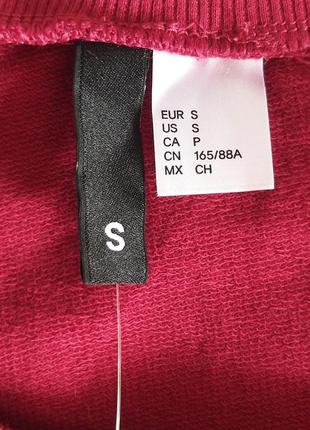 EUR S
US S
CA P
CN 165/88A
MX CH
S